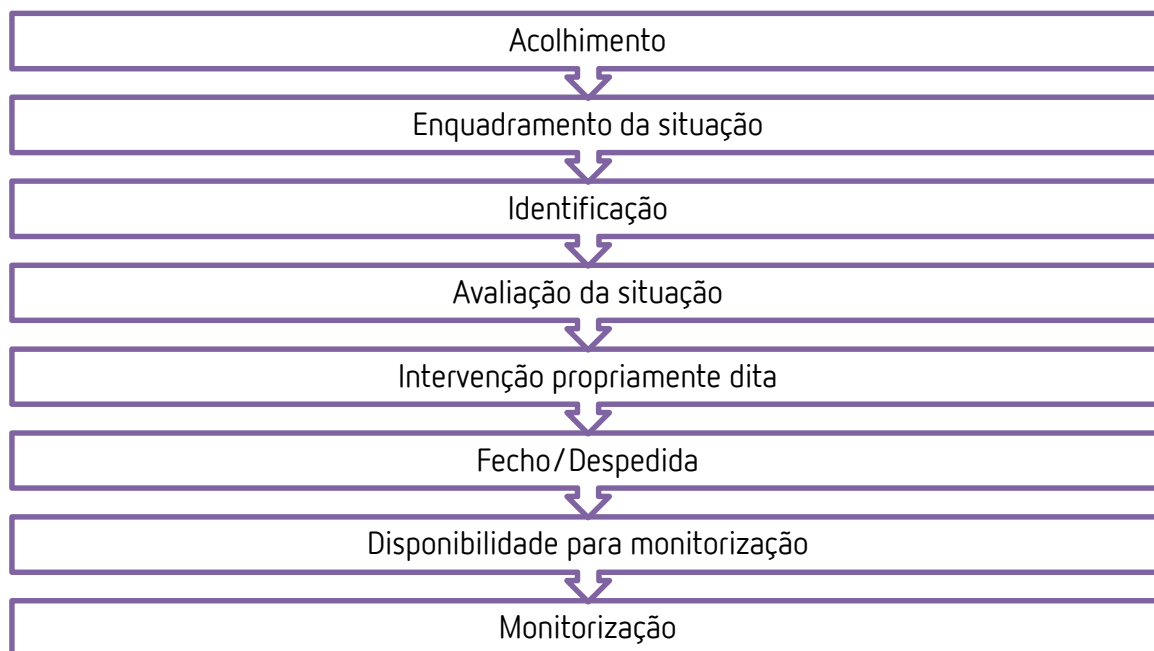 Acolhimento
Enquadramento da situação
Identificação
Avaliação da situação
Intervenção propriamente dita
Fecho/Despedida
Disponibilidade para monitorização
Monitorização